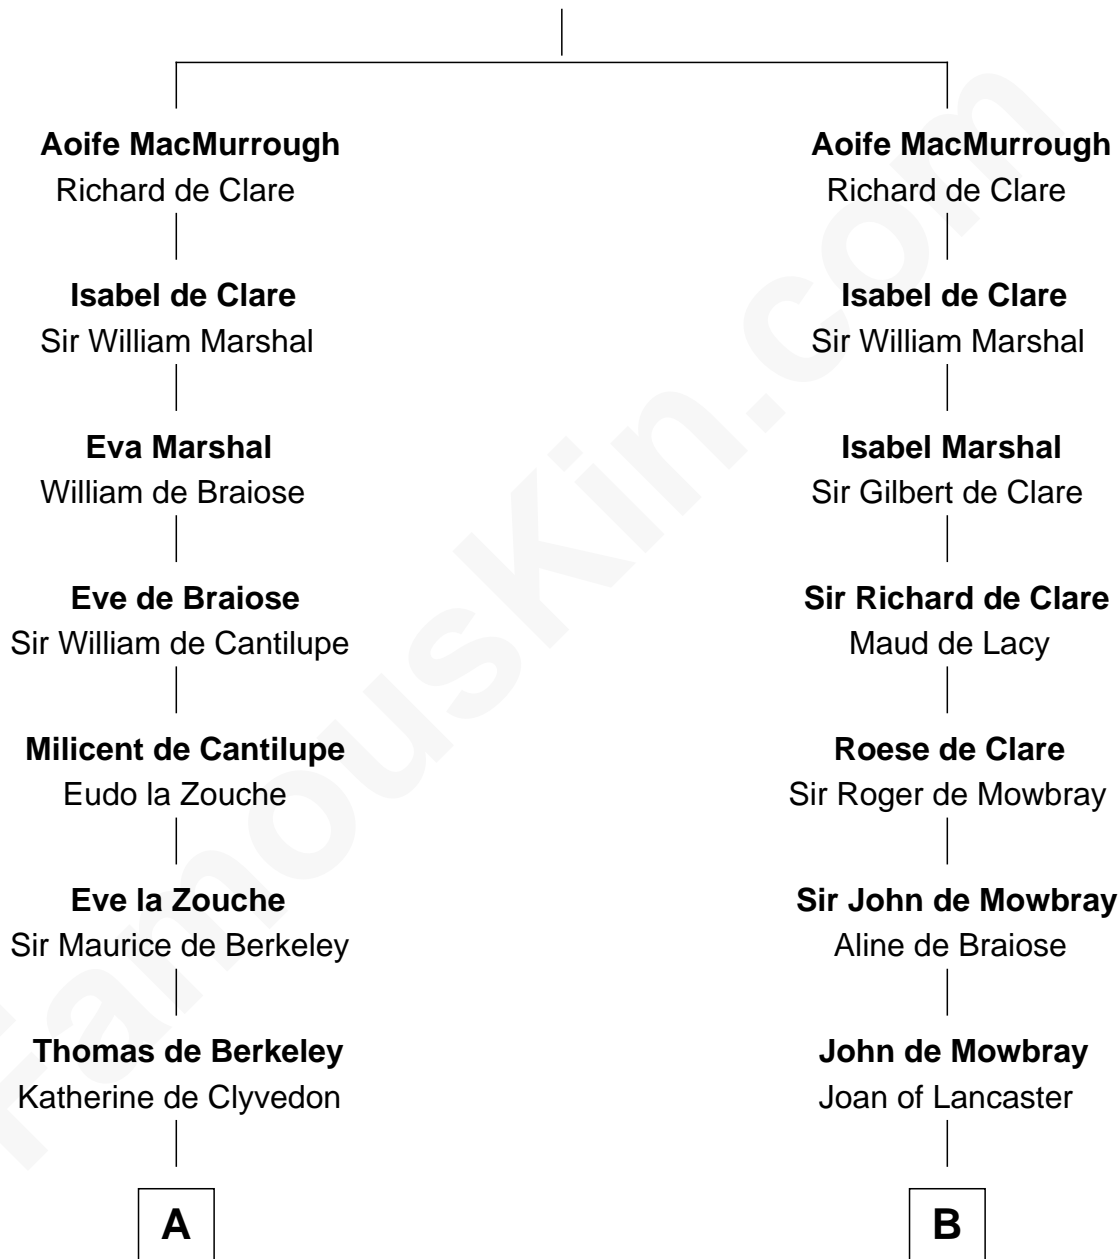 Aoife MacMurrough
Richard de Clare
Isabel de Clare
Sir William Marshal
Eva Marshal
William de Braiose
Eve de Braiose
Sir William de Cantilupe
Milicent de Cantilupe
Eudo la Zouche
Eve la Zouche
Sir Maurice de Berkeley
Thomas de Berkeley
Katherine de Clyvedon
A
Aoife MacMurrough
Richard de Clare
Isabel de Clare
Sir William Marshal
Isabel Marshal
Sir Gilbert de Clare
Sir Richard de Clare
Maud de Lacy
Roese de Clare
Sir Roger de Mowbray
Sir John de Mowbray
Aline de Braiose
John de Mowbray
Joan of Lancaster
B
FamousKin.com